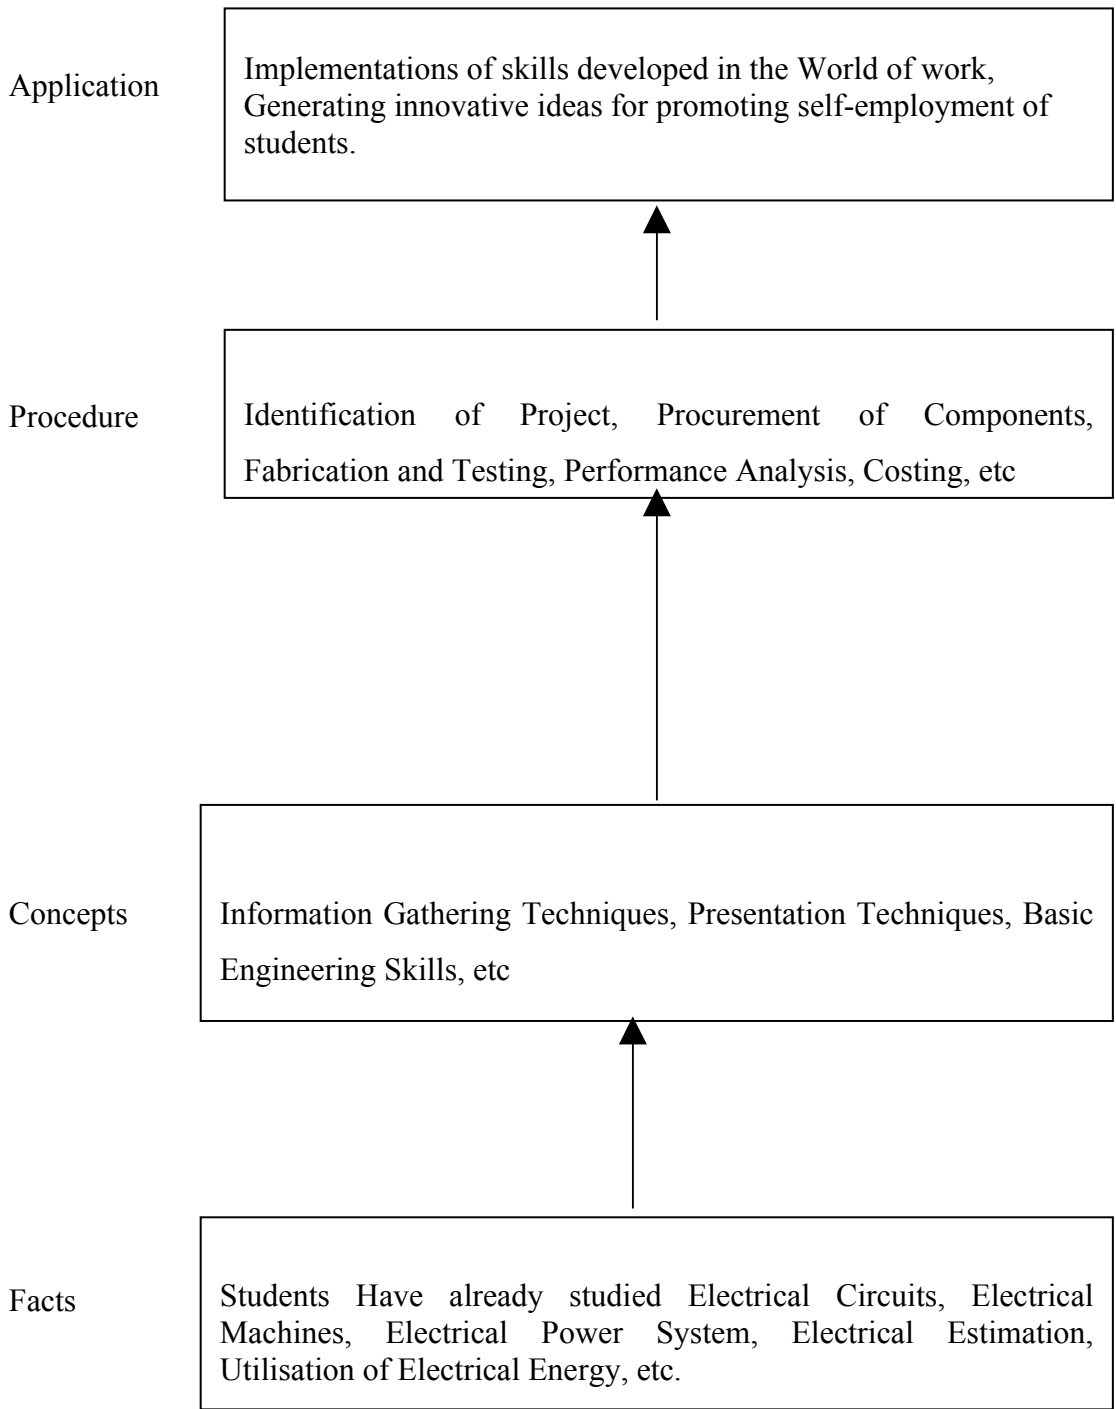 Application
Implementations of skills developed in the World of work,
Generating innovative ideas for promoting self-employment of
students.
Procedure
Identification of Project, Procurement of Components,
Fabrication and Testing, Performance Analysis, Costing, etc
Concepts
Information Gathering Techniques, Presentation Techniques, Basic
Engineering Skills, etc
Facts
Students Have already studied Electrical Circuits, Electrical
Machines, Electrical Power System, Electrical Estimation,
Utilisation of Electrical Energy, etc.